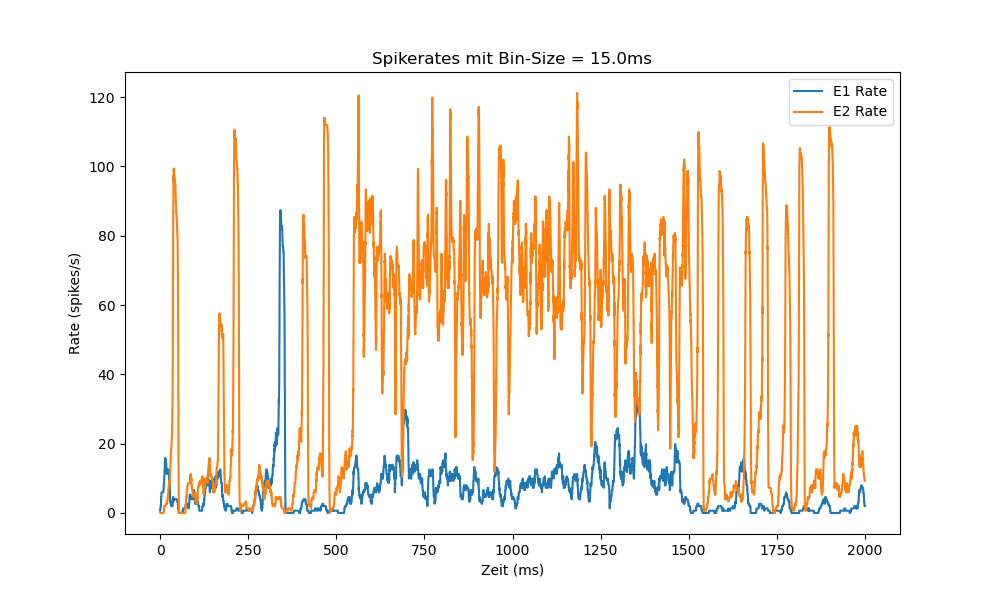 Spikerates mit Bin-Size = 15.0ms
E1 Rate
E2 Rate
120
100
80
60
40
20
0
Rate (spikes/s)
0 250 500 750 1000 1250 1500 1750 2000
Zeit (ms)